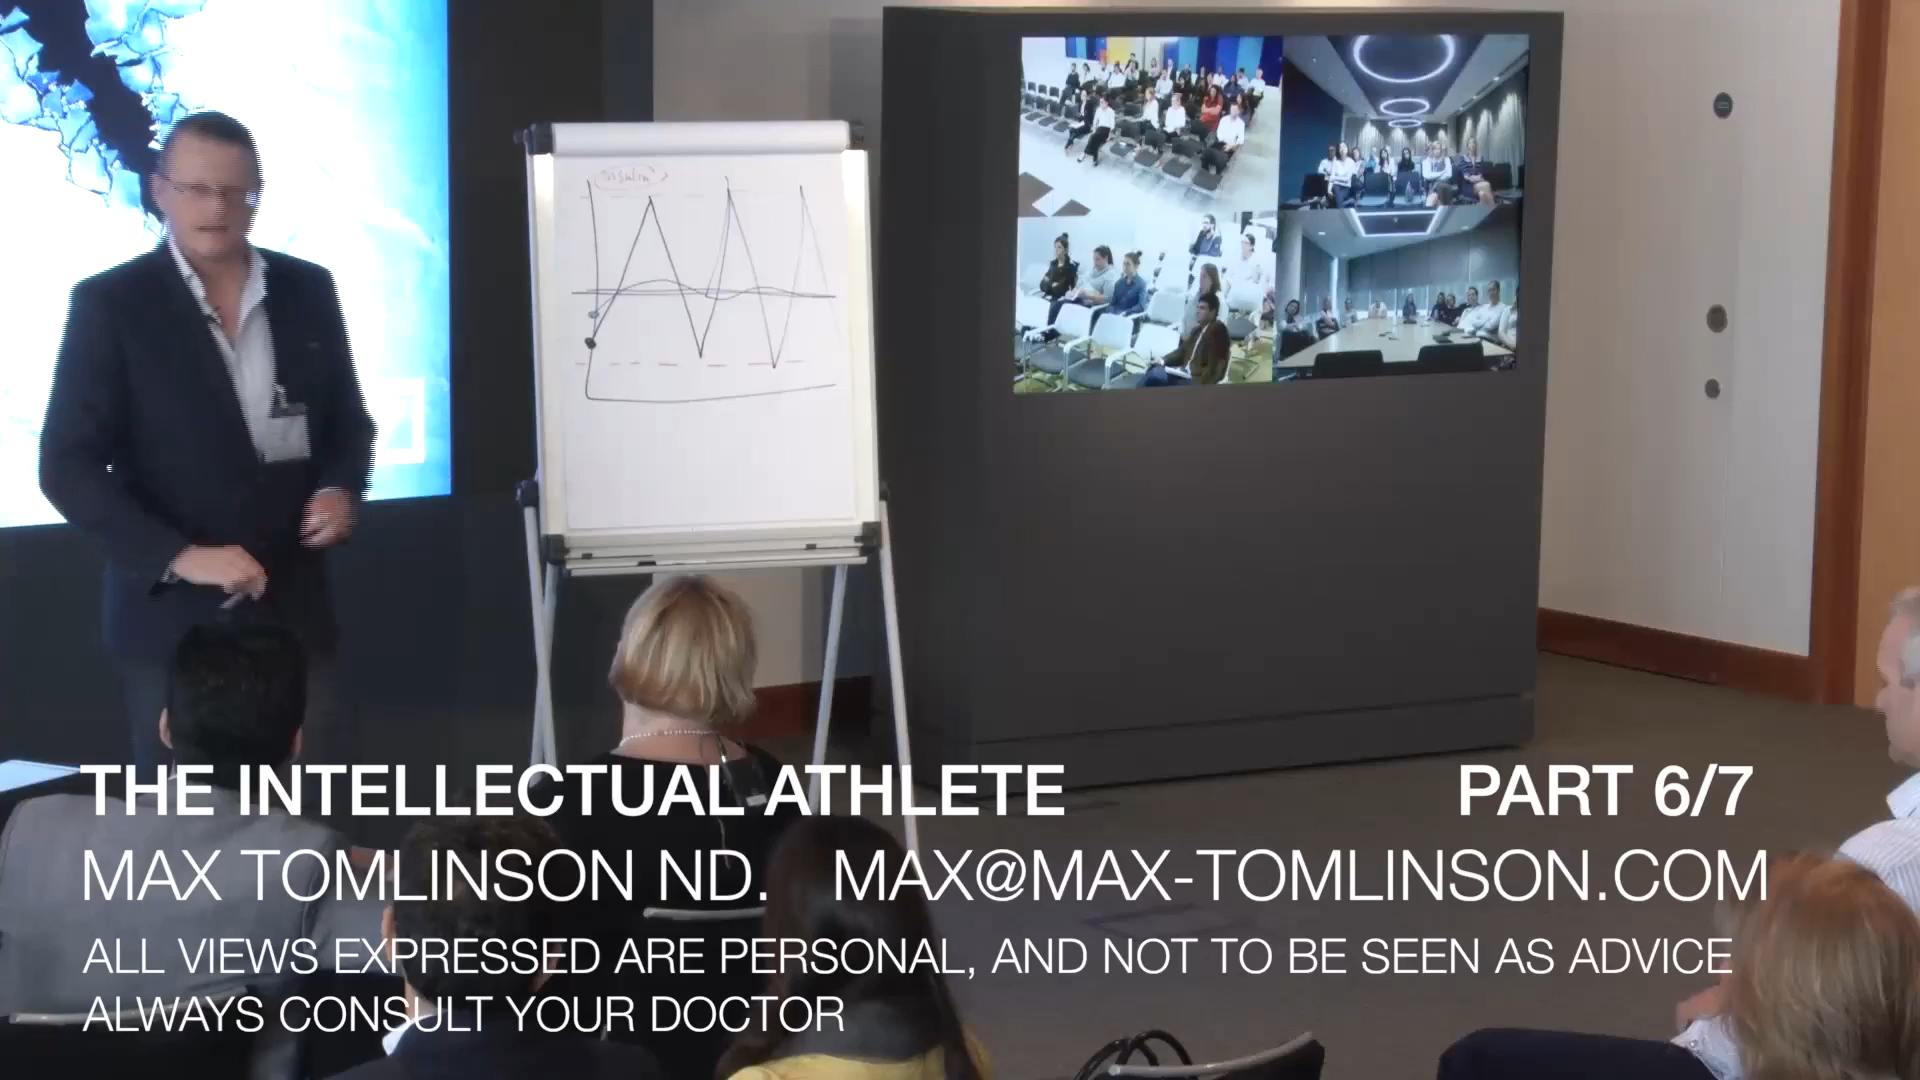 insulin
THE INTELLECTUAL ATHLETE PART 6/7
MAX TOMLINSON ND. MAX@MAX-TOMLINSON.COM
ALL VIEWS EXPRESSED ARE PERSONAL, AND NOT TO BE SEEN AS ADVICE
ALWAYS CONSULT YOUR DOCTOR